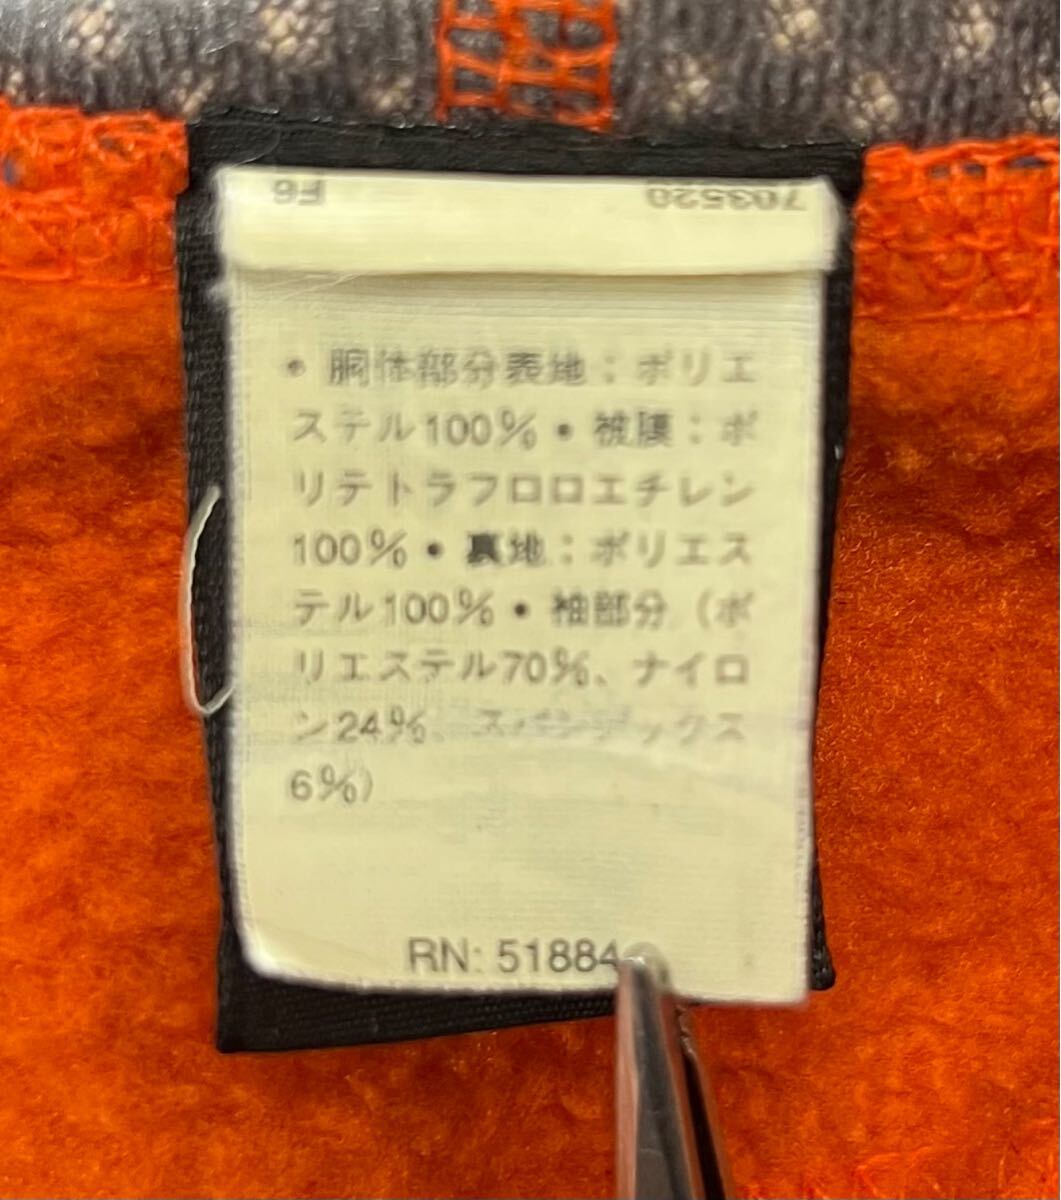 703520 F6
• 胴体部分表地：ポリエ
ステル100%・被膜：ポ
リテトラフロロエチレン
100%・裏地：ポリエス
テル100%・袖部分（ポ
リエステル70%、ナイロ
ン24%、スパンデックス
6%）
RN: 51884